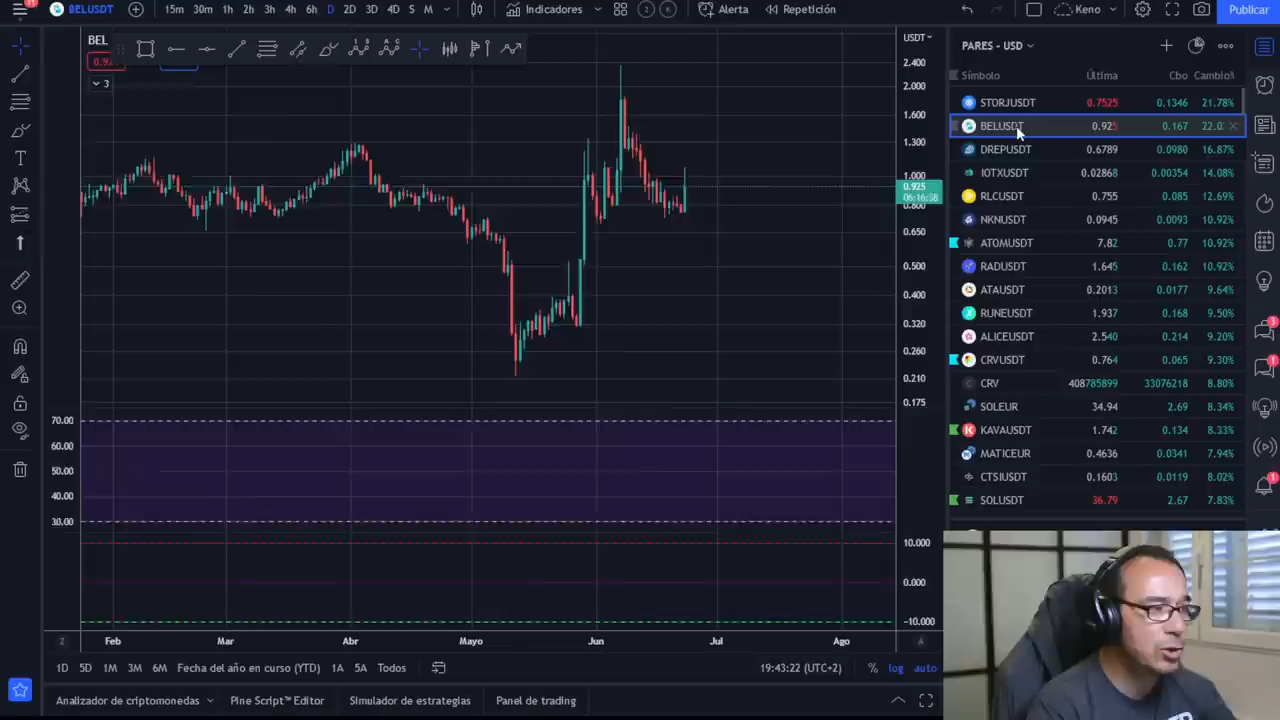 11
BELUSDT
15m 30m 1h 2h 3h 4h 6h D 2D 3D 4D S M
Indicadores
Alerta
Repetición
Keno
Publicar
BEL
3
USDT
2.400
2.000
1.600
1.300
1.000
0.925
06:16:38
0.800
0.650
0.500
0.400
0.320
0.260
0.210
0.175
70.00
60.00
50.00
40.00
30.00
10.000
0.000
-10.000
Feb Mar Abr Mayo Jun Jul Ago
Z
A
1D 5D 1M 3M 6M Fecha del año en curso (YTD) 1A 5A Todos
19:43:22 (UTC+2) % log auto
Analizador de criptomonedas Pine Script™ Editor Simulador de estrategias Panel de trading
PARES - USD
Símbolo Última Cbo Cambio%
STORJUSDT 0.7525 0.1346 21.78%
BELUSDT 0.925 0.167
DREPUSDT 0.6789 0.0980 16.87%
IOTXUSDT 0.02868 0.00354 14.08%
RLCUSDT 0.755 0.085 12.69%
NKNUSDT 0.0945 0.0093 10.92%
ATOMUSDT 7.82 0.77 10.92%
RADUSDT 1.645 0.162 10.92%
ATAUSDT 0.2013 0.0177 9.64%
RUNEUSDT 1.937 0.168 9.50%
ALICEUSDT 2.540 0.214 9.20%
CRVUSDT 0.764 0.065 9.30%
CRV 408785899 33076218 8.80%
SOLEUR 34.94 2.69 8.34%
KAVAUSDT 1.742 0.134 8.33%
MATICEUR 0.4636 0.0341 7.94%
CTSIUSDT 0.1603 0.0119 8.02%
SOLUSDT 36.79 2.67 7.83%
3
1
1